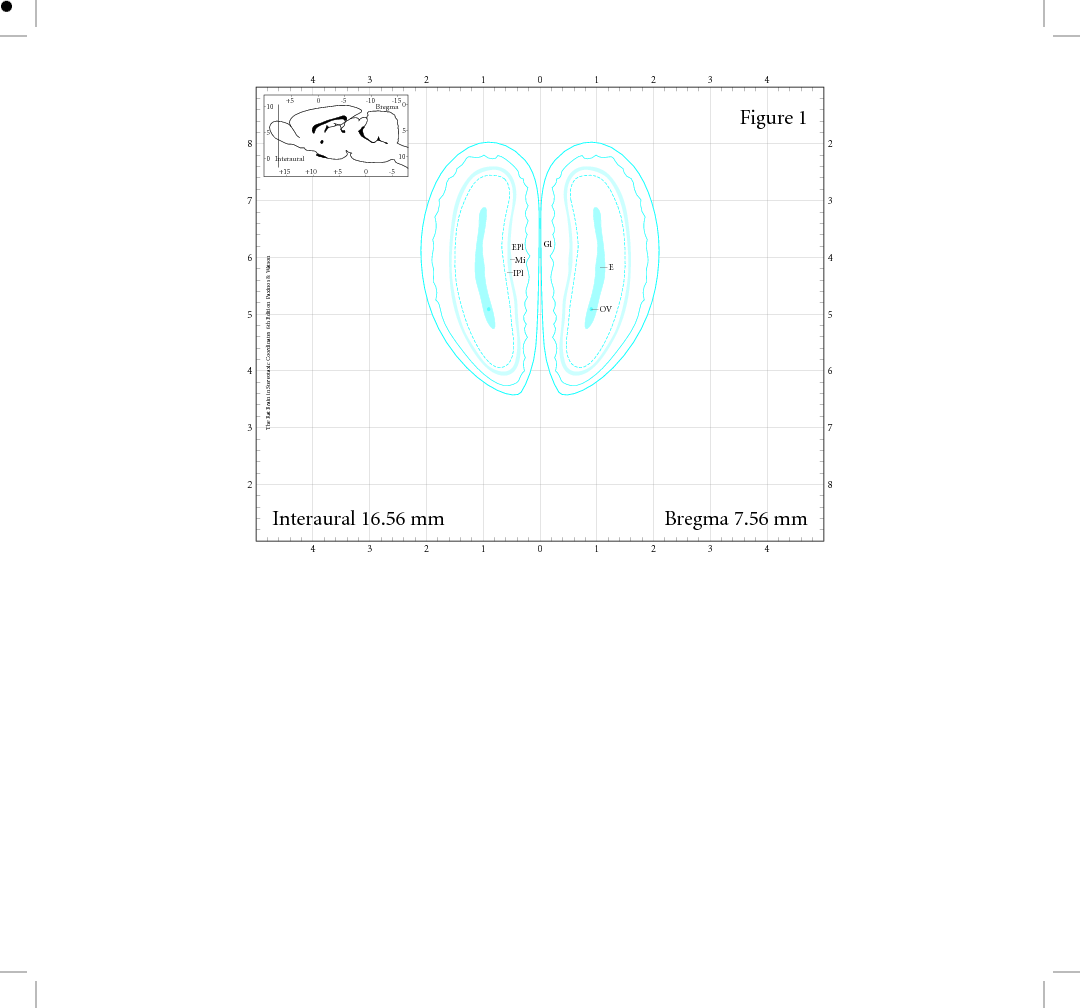 4 3 2 1 0 1 2 3 4
+5 0 -5 -10 -15
Bregma 0
10
5 5
0 Interaural 10
+15 +10 +5 0 -5
Figure 1
8 2
7 3
6 4
5 5
4 6
3 7
2 8
EPl
Mi
IPl
Gl
E
OV
The Rat Brain in Stereotaxic Coordinates 6th Edition Paxinos & Watson
Interaural 16.56 mm
Bregma 7.56 mm
4 3 2 1 0 1 2 3 4